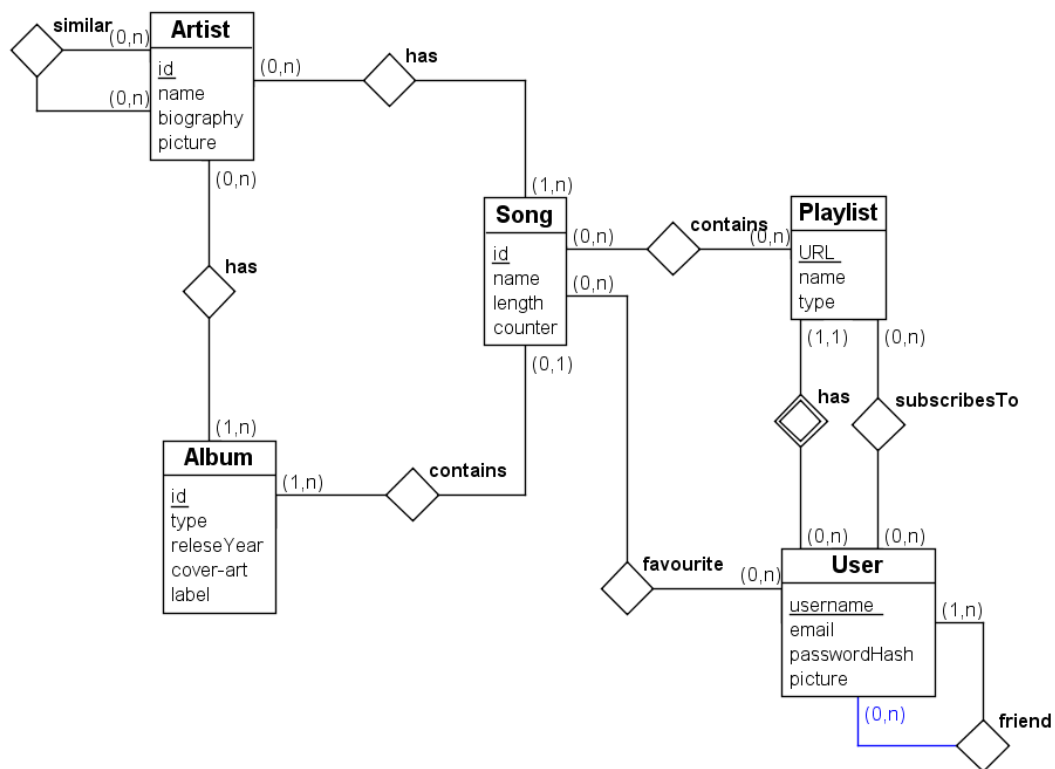 similar
(0,n)
(0,n)
Artist
id
name
biography
picture
(0,n)
has
(1,n)
(0,n)
has
(1,n)
Song
id
name
length
counter
(0,n)
contains
(0,n)
(0,n)
(0,1)
Playlist
URL
name
type
(1,1)
(0,n)
has
subscribesTo
(0,n)
(0,n)
Album
id
type
releseYear
cover-art
label
(1,n)
contains
favourite
(0,n)
User
username
email
passwordHash
picture
(1,n)
(0,n)
friend